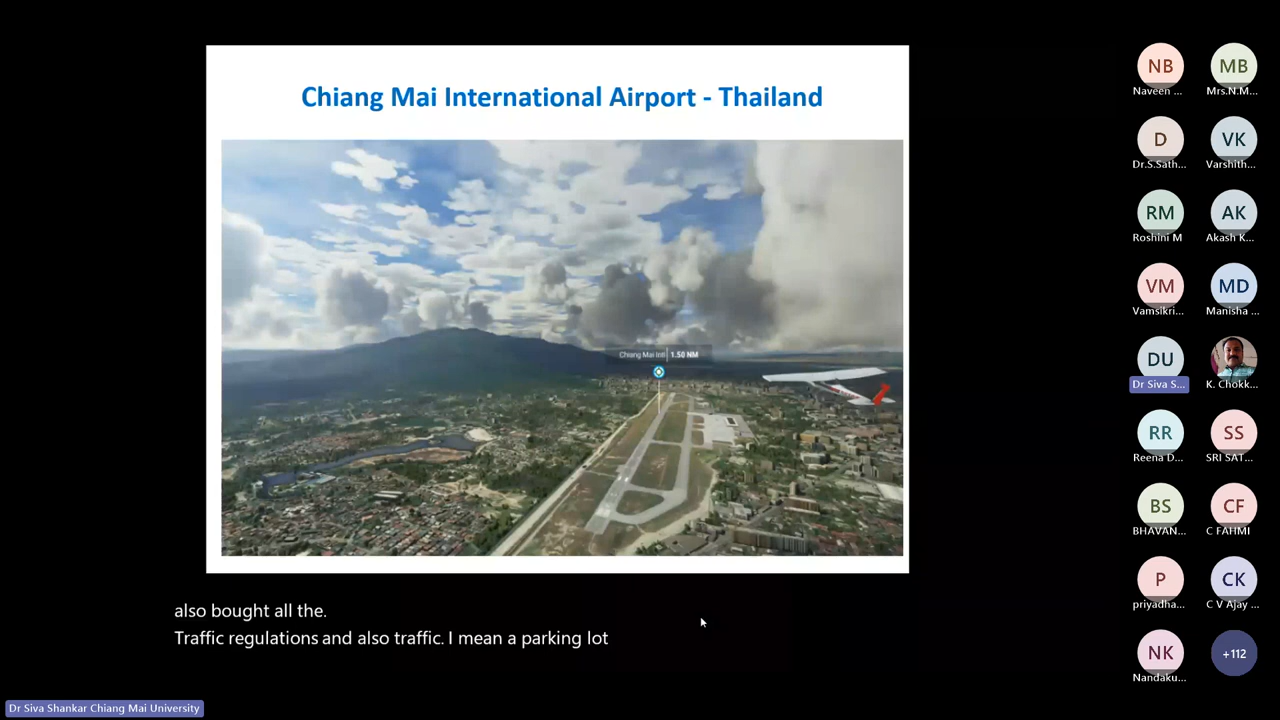 Chiang Mai International Airport - Thailand
Chiang Mai Intl 1.50 NM
also bought all the.
Traffic regulations and also traffic. I mean a parking lot
Dr Siva Shankar Chiang Mai University
NB
Naveen ...
MB
Mrs.N.M...
D
Dr.S.Sath...
VK
Varshith...
RM
Roshini M
AK
Akash K...
VM
Vamsikri...
MD
Manisha ...
DU
Dr Siva S...
K. Chokk...
RR
Reena D...
SS
SRI SAT...
BS
BHAVAN...
CF
C FAHMI
P
priyadha...
CK
C V Ajay ...
NK
Nandaku...
+112